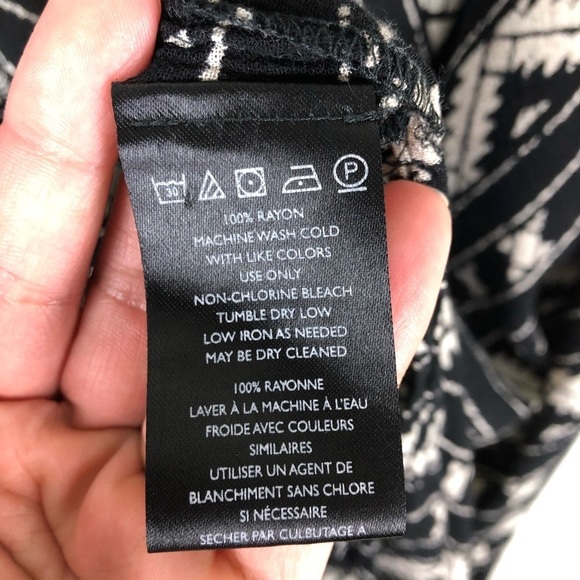 30
P
100% RAYON
MACHINE WASH COLD
WITH LIKE COLORS
USE ONLY
NON-CHLORINE BLEACH
TUMBLE DRY LOW
LOW IRON AS NEEDED
MAY BE DRY CLEANED
100% RAYONNE
LAVER À LA MACHINE À L'EAU
FROIDE AVEC COULEURS
SIMILAIRES
UTILISER UN AGENT DE
BLANCHIMENT SANS CHLORE
SI NÉCESSAIRE
SECHER PAR CULBUTAGE A